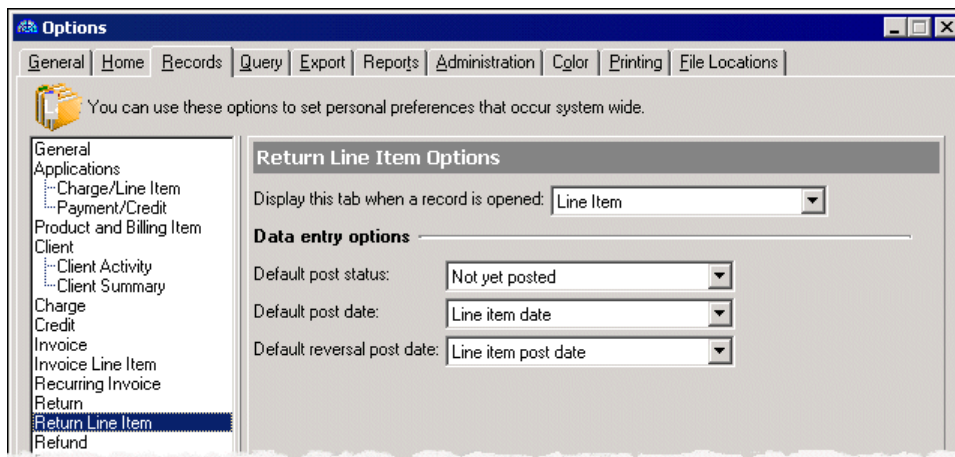 Options
General Home Records Query Export Reports Administration Color Printing File Locations
You can use these options to set personal preferences that occur system wide.
General
Applications
Charge/Line Item
Payment/Credit
Product and Billing Item
Client
Client Activity
Client Summary
Charge
Credit
Invoice
Invoice Line Item
Recurring Invoice
Return
Return Line Item
Refund
Return Line Item Options
Display this tab when a record is opened: Line Item
Data entry options
Default post status: Not yet posted
Default post date: Line item date
Default reversal post date: Line item post date